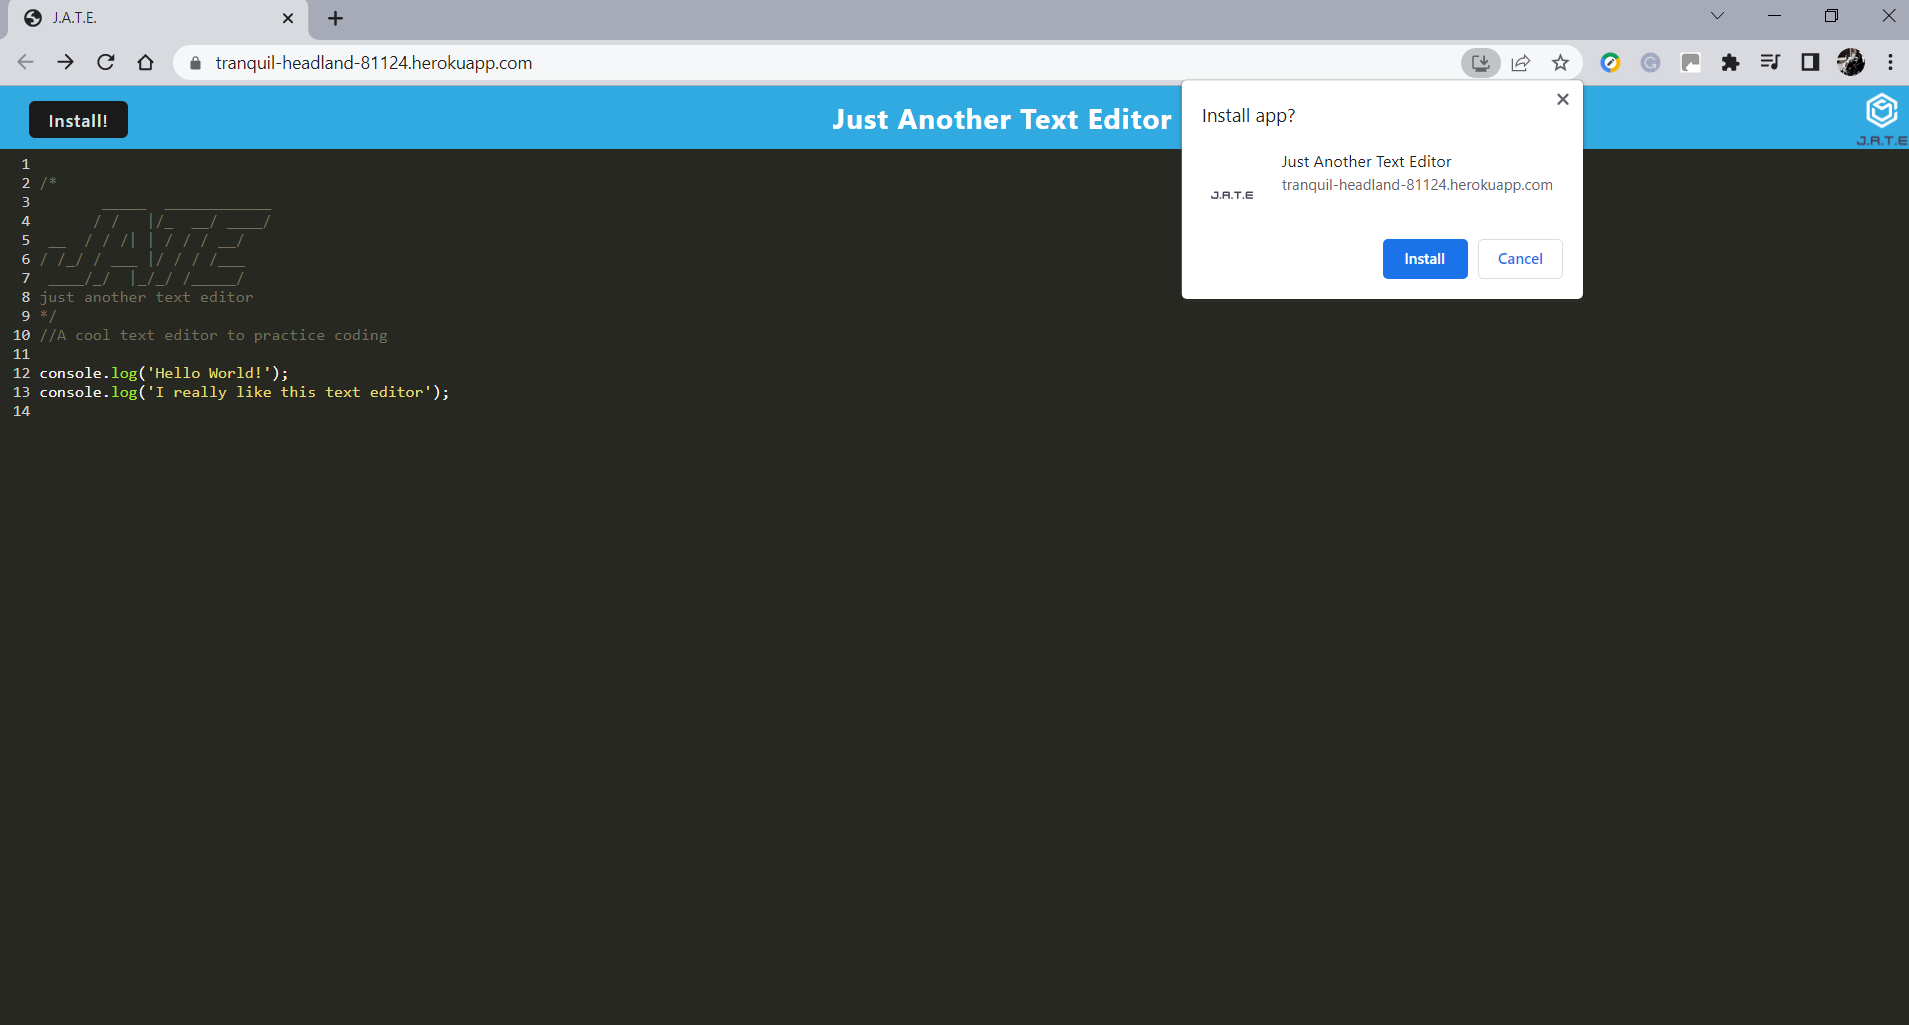 J.A.T.E.
tranquil-headland-81124.herokuapp.com
Install!
Just Another Text Editor
J.A.T.E
Install app?
J.A.T.E
Just Another Text Editor
tranquil-headland-81124.herokuapp.com
Install
Cancel
1
2 /*
3        _____  ____________
4       / /   |/_  __/ ____/
5  __  / / /| | / / / __/
6 / /_/ / ___ |/ / / /___
7  ____/_/  |_/_/ /_____/
8 just another text editor
9 */
10 //A cool text editor to practice coding
11
12 console.log('Hello World!');
13 console.log('I really like this text editor');
14